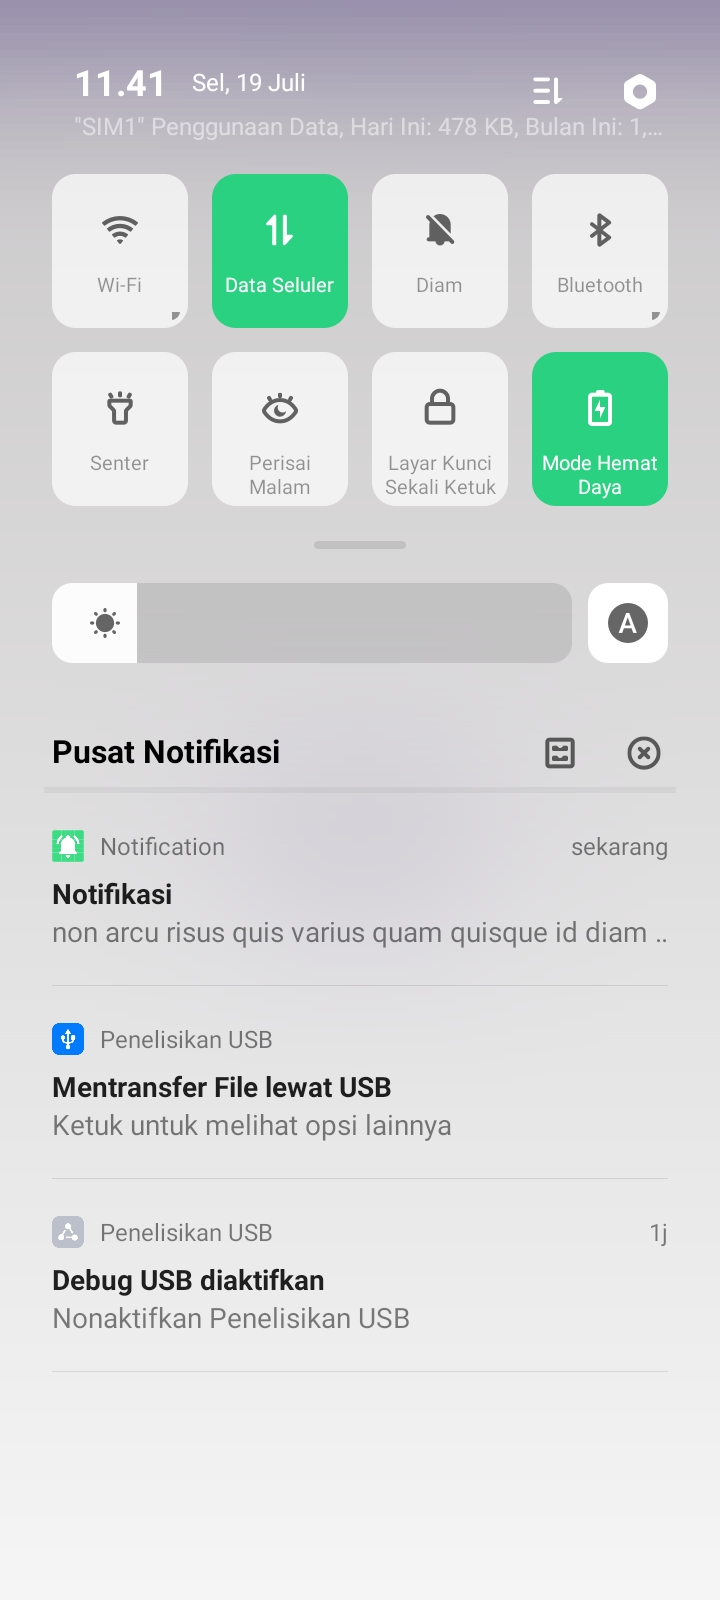 11.41 Sel, 19 Juli
"SIM1" Penggunaan Data, Hari Ini: 478 KB, Bulan Ini: 1,...
Wi-Fi
Data Seluler
Diam
Bluetooth
Senter
Perisai
Malam
Layar Kunci
Sekali Ketuk
Mode Hemat
Daya
A
Pusat Notifikasi
Notification sekarang
Notifikasi
non arcu risus quis varius quam quisque id diam ..
Penelisikan USB
Mentransfer File lewat USB
Ketuk untuk melihat opsi lainnya
Penelisikan USB 1j
Debug USB diaktifkan
Nonaktifkan Penelisikan USB